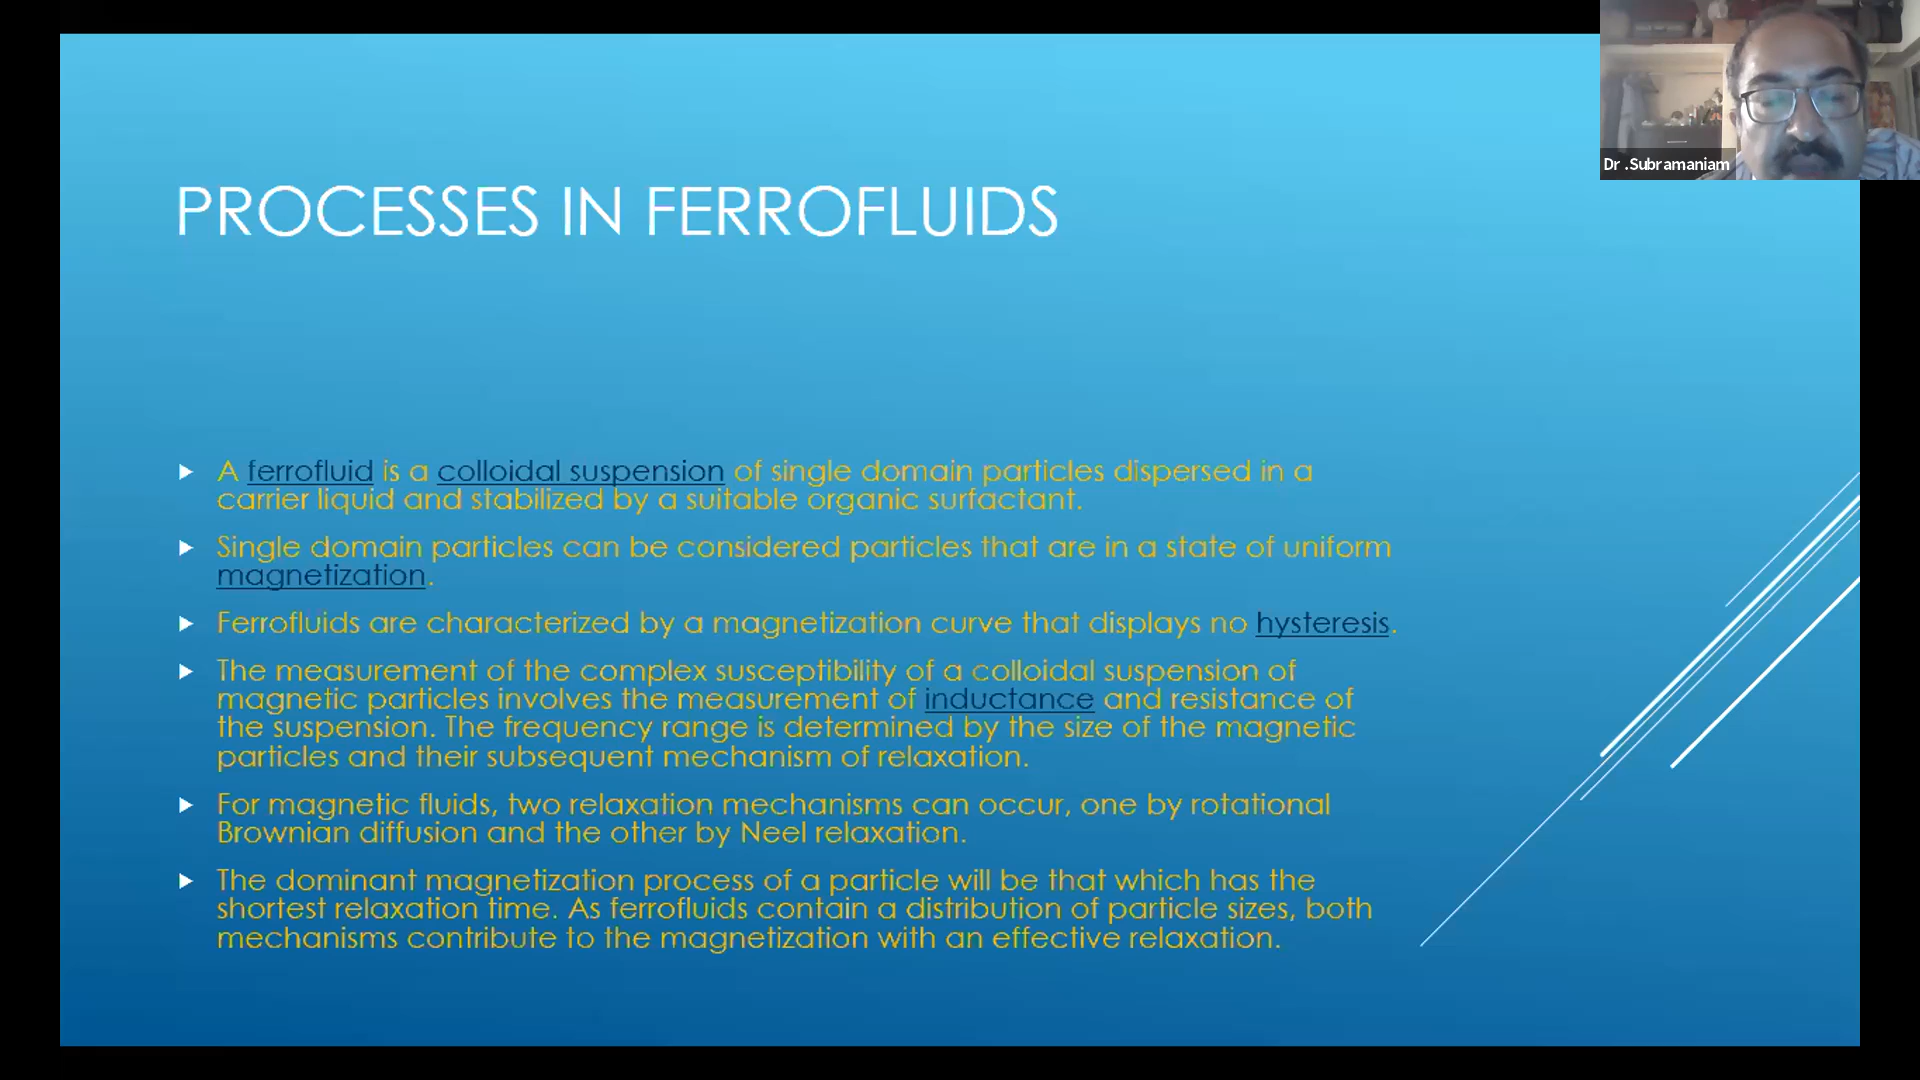 Dr .Subramaniam
PROCESSES IN FERROFLUIDS
A ferrofluid is a colloidal suspension of single domain particles dispersed in a
carrier liquid and stabilized by a suitable organic surfactant.
Single domain particles can be considered particles that are in a state of uniform
magnetization.
Ferrofluids are characterized by a magnetization curve that displays no hysteresis.
The measurement of the complex susceptibility of a colloidal suspension of
magnetic particles involves the measurement of inductance and resistance of
the suspension. The frequency range is determined by the size of the magnetic
particles and their subsequent mechanism of relaxation.
For magnetic fluids, two relaxation mechanisms can occur, one by rotational
Brownian diffusion and the other by Neel relaxation.
The dominant magnetization process of a particle will be that which has the
shortest relaxation time. As ferrofluids contain a distribution of particle sizes, both
mechanisms contribute to the magnetization with an effective relaxation.